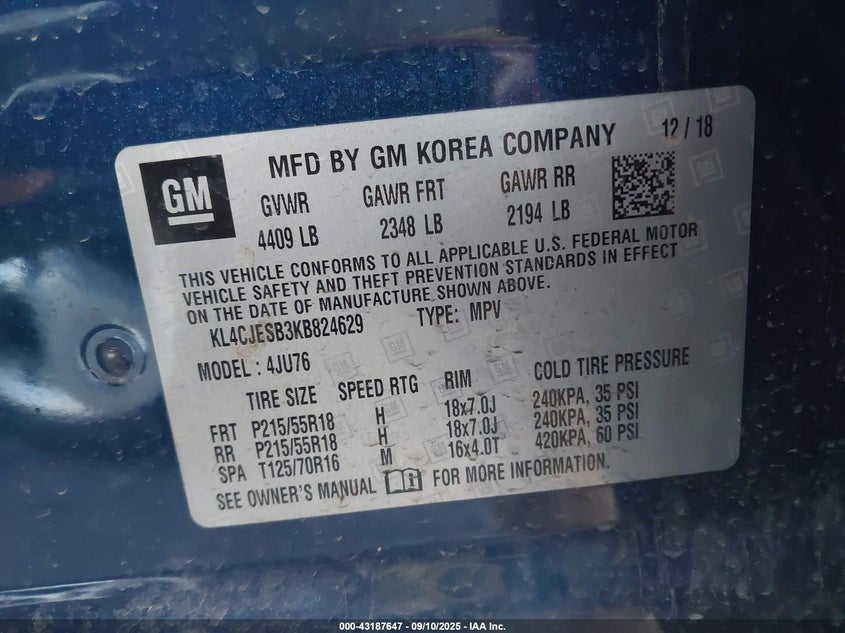 GM
MFD BY GM KOREA COMPANY 12 / 18
GVWR GAWR FRT GAWR RR
4409 LB 2348 LB 2194 LB
THIS VEHICLE CONFORMS TO ALL APPLICABLE U.S. FEDERAL MOTOR
VEHICLE SAFETY AND THEFT PREVENTION STANDARDS IN EFFECT
ON THE DATE OF MANUFACTURE SHOWN ABOVE.
KL4CJESB3KB824629 TYPE: MPV
MODEL : 4JU76
TIRE SIZE SPEED RTG RIM COLD TIRE PRESSURE
FRT P215/55R18 H 18x7.0J 240KPA, 35 PSI
RR P215/55R18 H 18x7.0J 240KPA, 35 PSI
SPA T125/70R16 M 16x4.0T 420KPA, 60 PSI
SEE OWNER'S MANUAL FOR MORE INFORMATION.
000-43187647 - 09/10/2025 - IAA Inc.